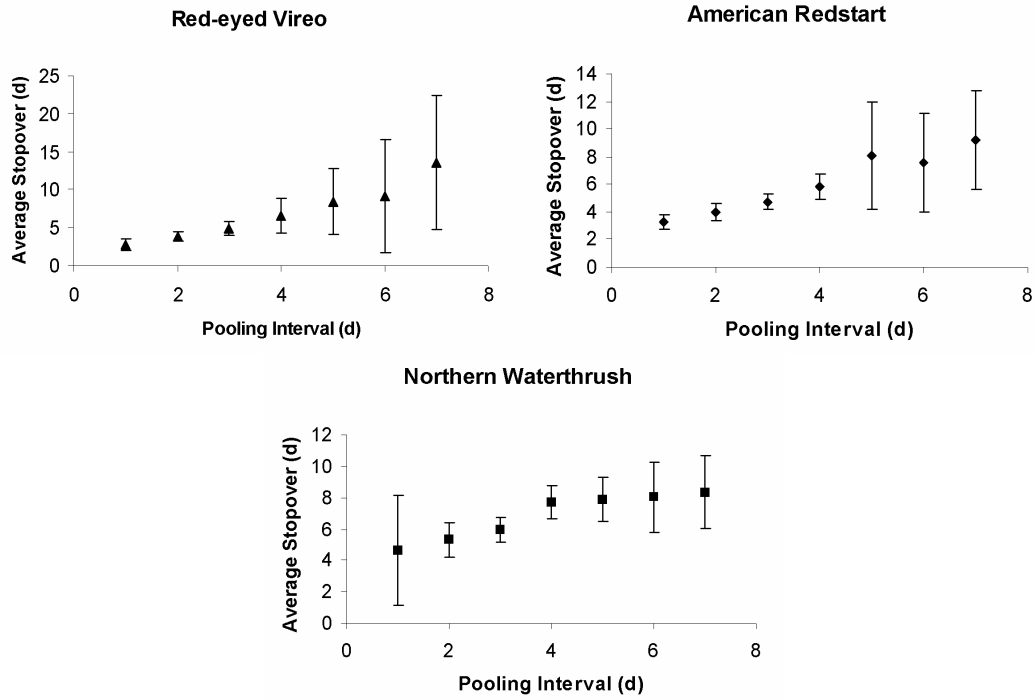 Red-eyed Vireo
Average Stopover (d)
25
20
15
10
5
0
0 2 4 6 8
Pooling Interval (d)
American Redstart
Average Stopover (d)
14
12
10
8
6
4
2
0
0 2 4 6 8
Pooling Interval (d)
Northern Waterthrush
Average Stopover (d)
12
10
8
6
4
2
0
0 2 4 6 8
Pooling Interval (d)